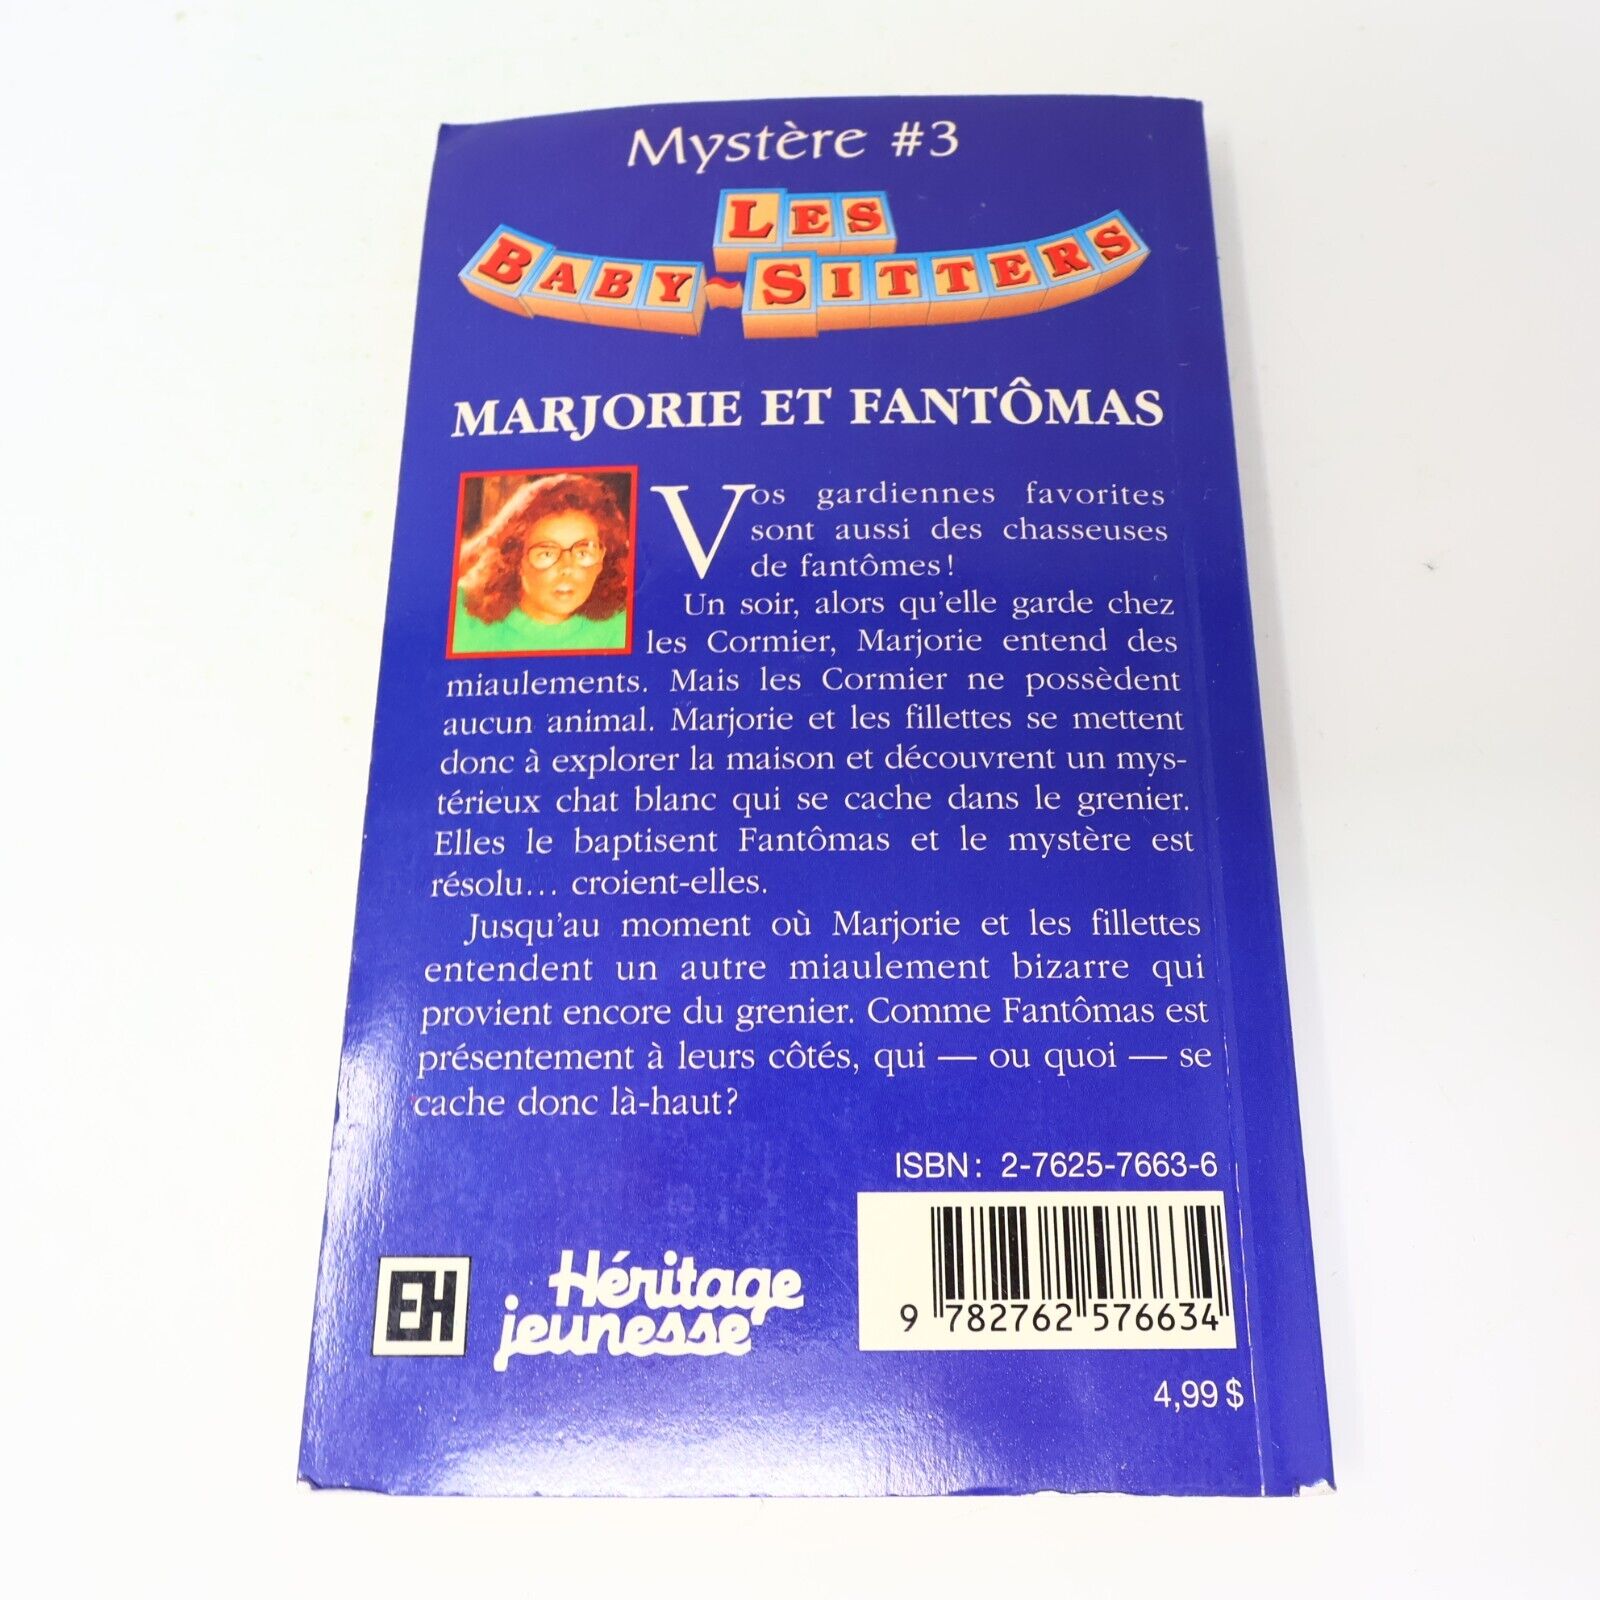 Mystère #3
LES
BABY~SITTERS
MARJORIE ET FANTÔMAS
Vos gardiennes favorites
sont aussi des chasseuses
de fantômes!
Un soir, alors qu'elle garde chez
les Cormier, Marjorie entend des
miaulements. Mais les Cormier ne possèdent
aucun animal. Marjorie et les fillettes se mettent
donc à explorer la maison et découvrent un mys-
térieux chat blanc qui se cache dans le grenier.
Elles le baptisent Fantômas et le mystère est
résolu... croient-elles.
Jusqu'au moment où Marjorie et les fillettes
entendent un autre miaulement bizarre qui
provient encore du grenier. Comme Fantômas est
présentement à leurs côtés, qui — ou quoi — se
cache donc là-haut?
ISBN: 2-7625-7663-6
9 782762 576634
EH
Héritage
jeunesse
4,99 $